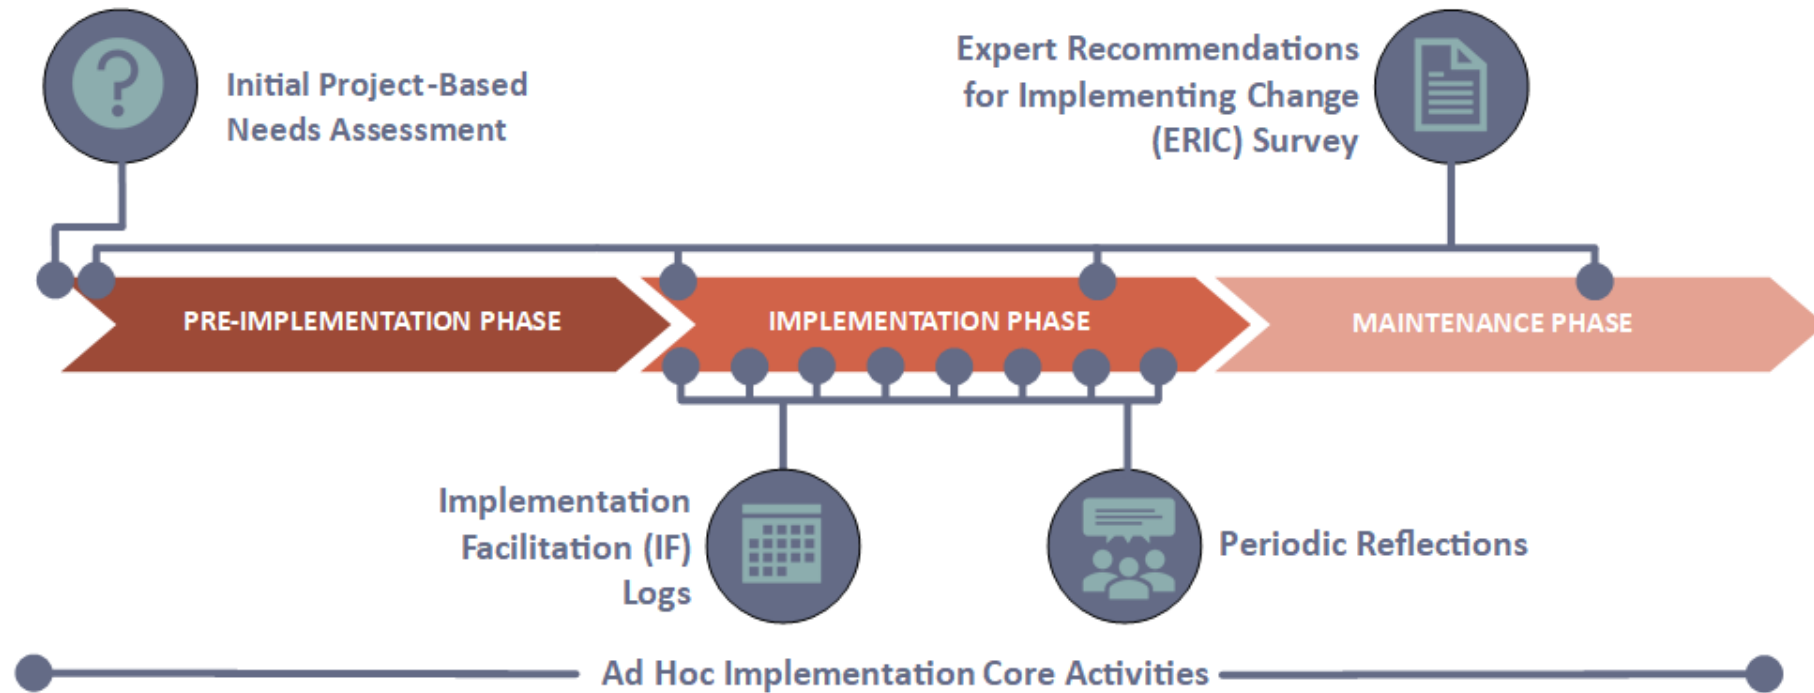 Initial Project-Based
Needs Assessment
Expert Recommendations
for Implementing Change
(ERIC) Survey
PRE-IMPLEMENTATION PHASE
IMPLEMENTATION PHASE
MAINTENANCE PHASE
Implementation
Facilitation (IF)
Logs
Periodic Reflections
Ad Hoc Implementation Core Activities